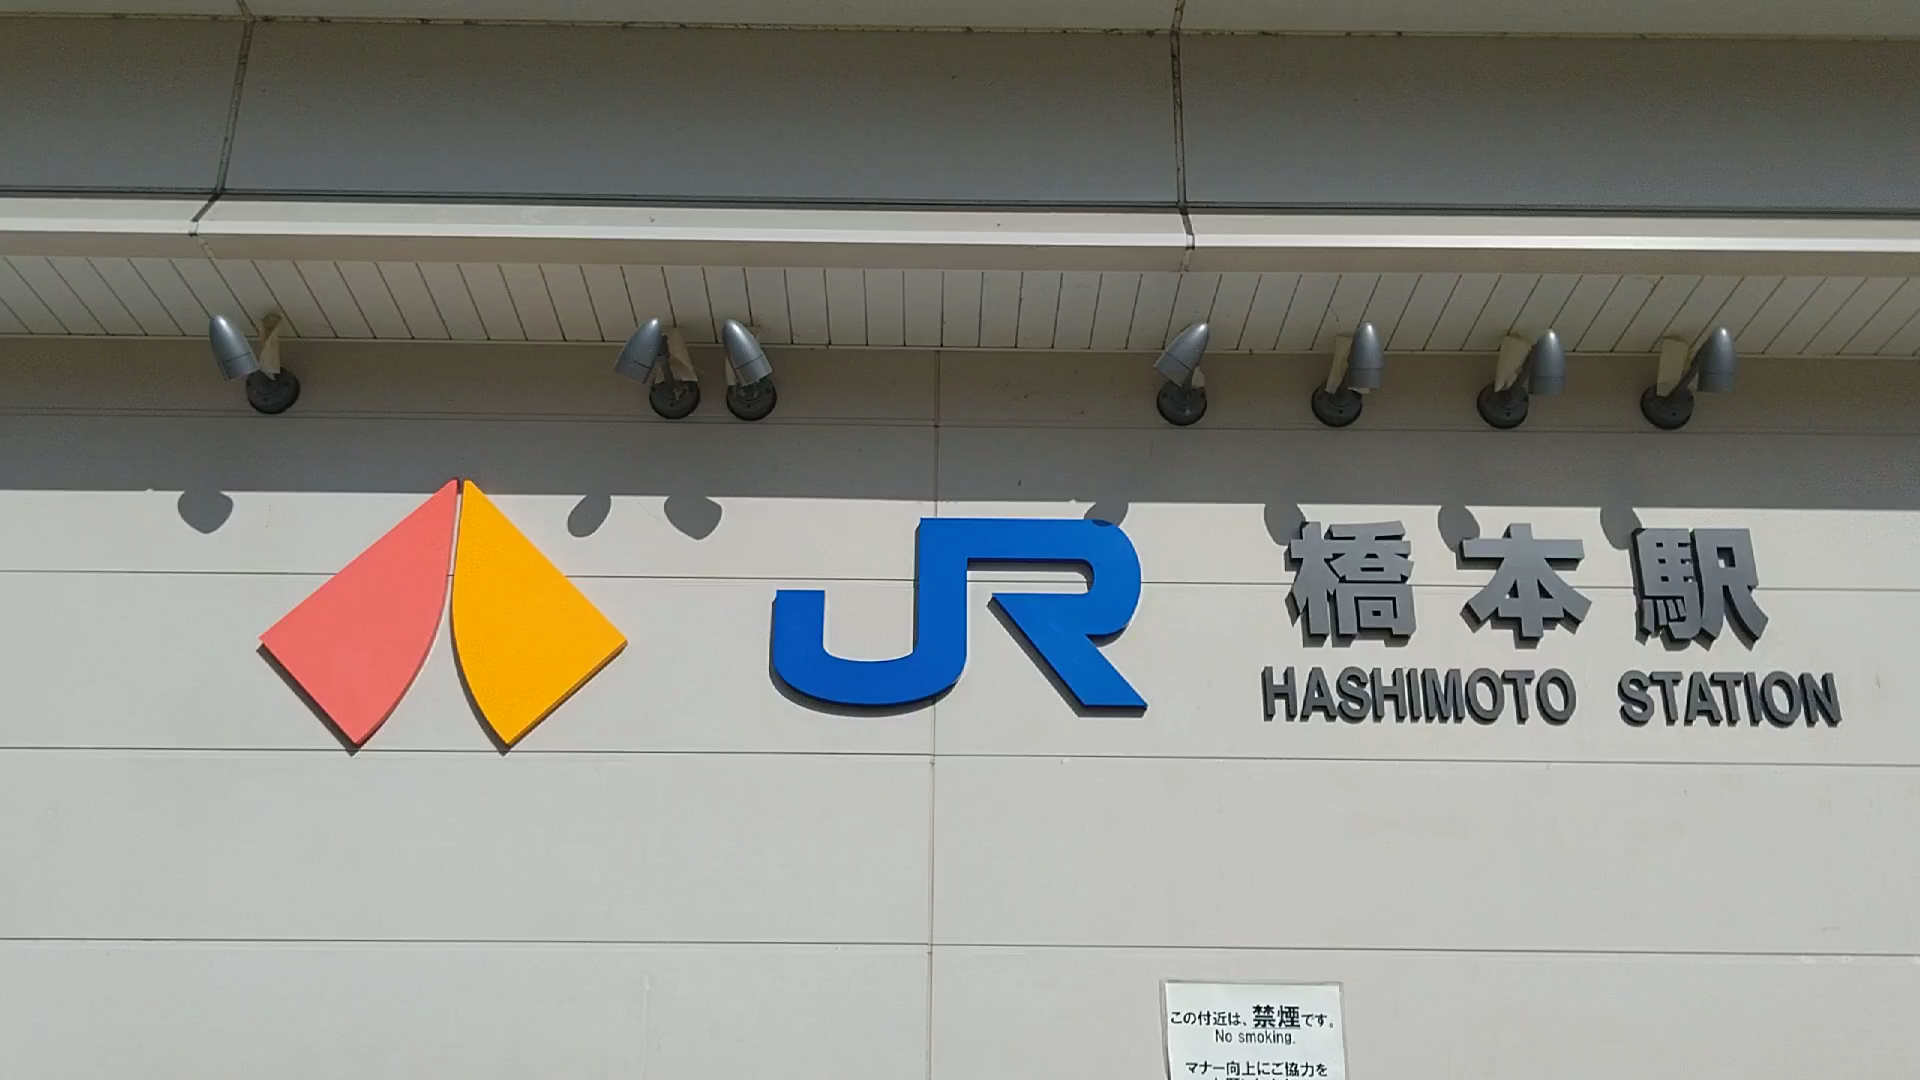 JR
橋本駅
HASHIMOTO STATION
この付近は、禁煙です。
No smoking.
マナー向上にご協力を